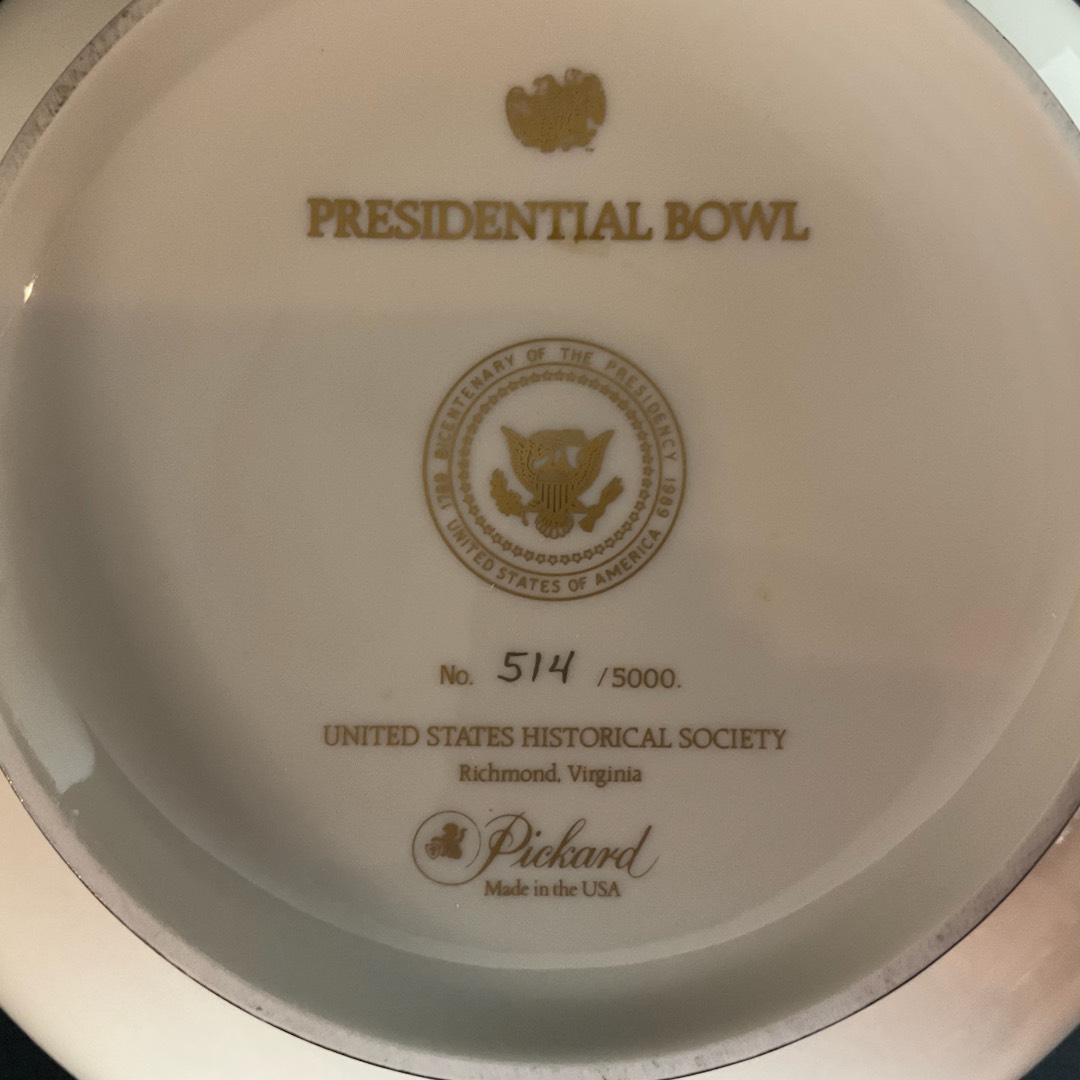 PRESIDENTIAL BOWL
1789 BICENTENARY OF THE PRESIDENCY 1989
UNITED STATES OF AMERICA
No. 514 /5000.
UNITED STATES HISTORICAL SOCIETY
Richmond, Virginia
Pickard
Made in the USA